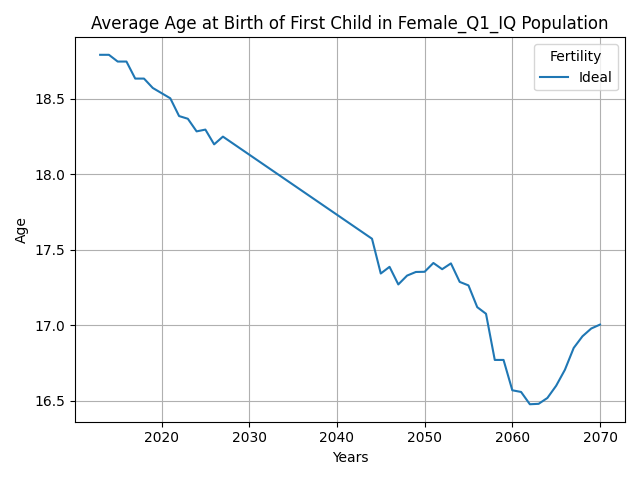 Average Age at Birth of First Child in Female_Q1_IQ Population
Fertility
Ideal
18.5
18.0
17.5
17.0
16.5
Age
2020 2030 2040 2050 2060 2070
Years